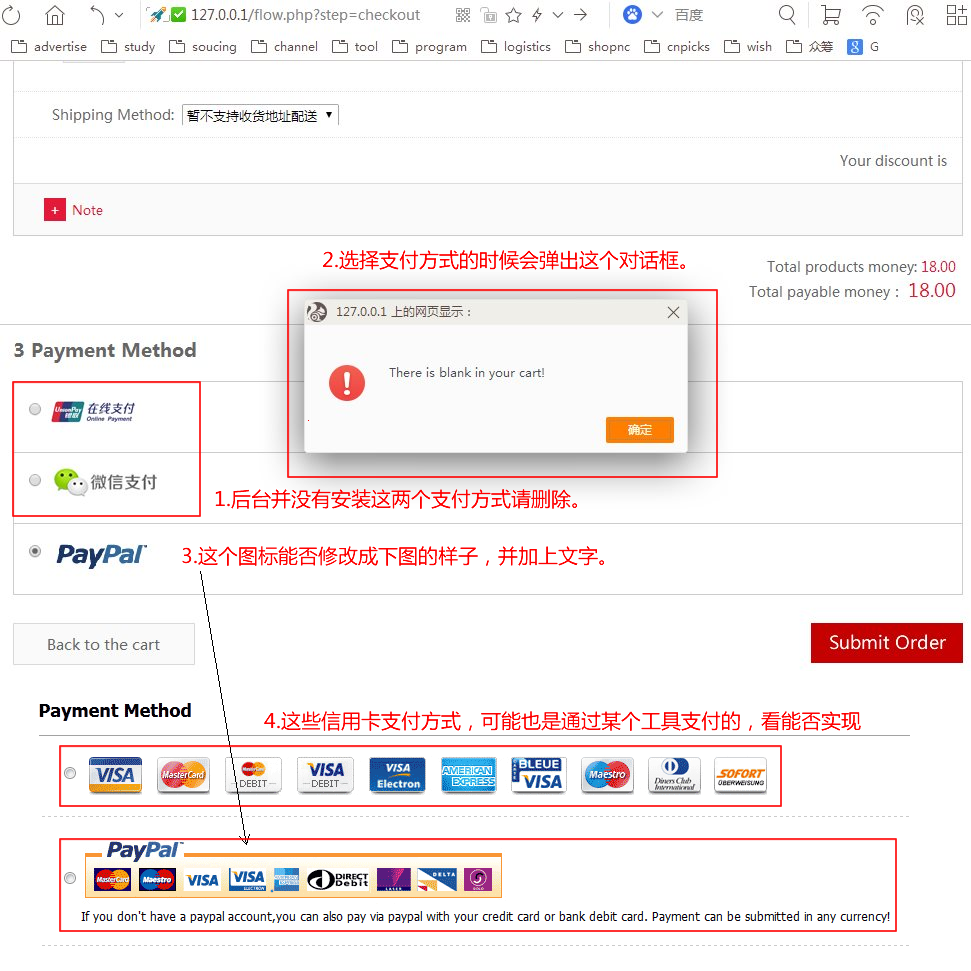 127.0.0.1/flow.php?step=checkout 百度
advertise study soucing channel tool program logistics shopnc cnpicks wish 众筹 G
Shipping Method: 暂不支持收货地址配送
Your discount is
+ Note
2.选择支付方式的时候会弹出这个对话框。
Total products money: 18.00
Total payable money： 18.00
127.0.0.1 上的网页显示：
3 Payment Method
There is blank in your cart!
UnionPay 银联 在线支付
Online Payment
确定
微信支付
1.后台并没有安装这两个支付方式请删除。
PayPal
3.这个图标能否修改成下图的样子，并加上文字。
Back to the cart
Submit Order
Payment Method
4.这些信用卡支付方式，可能也是通过某个工具支付的，看能否实现
VISA
MasterCard
MasterCard DEBIT
VISA DEBIT
VISA Electron
AMERICAN EXPRESS
BLEUE VISA
Maestro
Diners Club International
SOFORT ÜBERWEISUNG
PayPal
MasterCard Maestro VISA VISA ELECTRON AMERICAN EXPRESS DIRECT Debit LASER DELTA SOLO
If you don't have a paypal account,you can also pay via paypal with your credit card or bank debit card. Payment can be submitted in any currency!